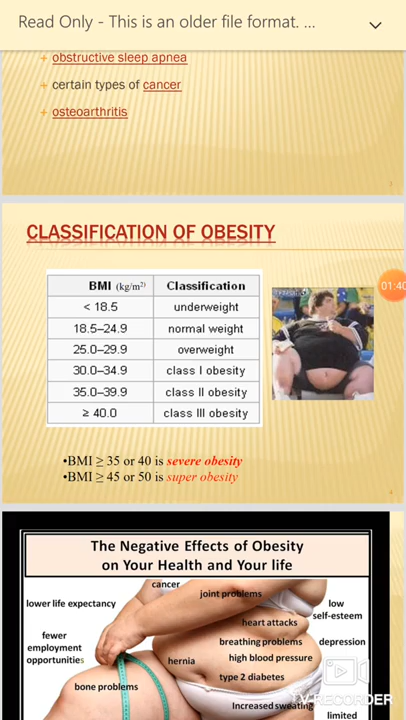 Read Only - This is an older file format. ...
+ obstructive sleep apnea
+ certain types of cancer
+ osteoarthritis
CLASSIFICATION OF OBESITY
BMI (kg/m²) Classification
< 18.5 underweight
18.5–24.9 normal weight
25.0–29.9 overweight
30.0–34.9 class I obesity
35.0–39.9 class II obesity
≥ 40.0 class III obesity
01:40
•BMI ≥ 35 or 40 is severe obesity
•BMI ≥ 45 or 50 is super obesity
The Negative Effects of Obesity
on Your Health and Your life
cancer
joint problems
lower life expectancy
low
self-esteem
heart attacks
fewer
employment
opportunities
breathing problems
depression
hernia
high blood pressure
type 2 diabetes
bone problems
Increased sweating
limited
RECORDER